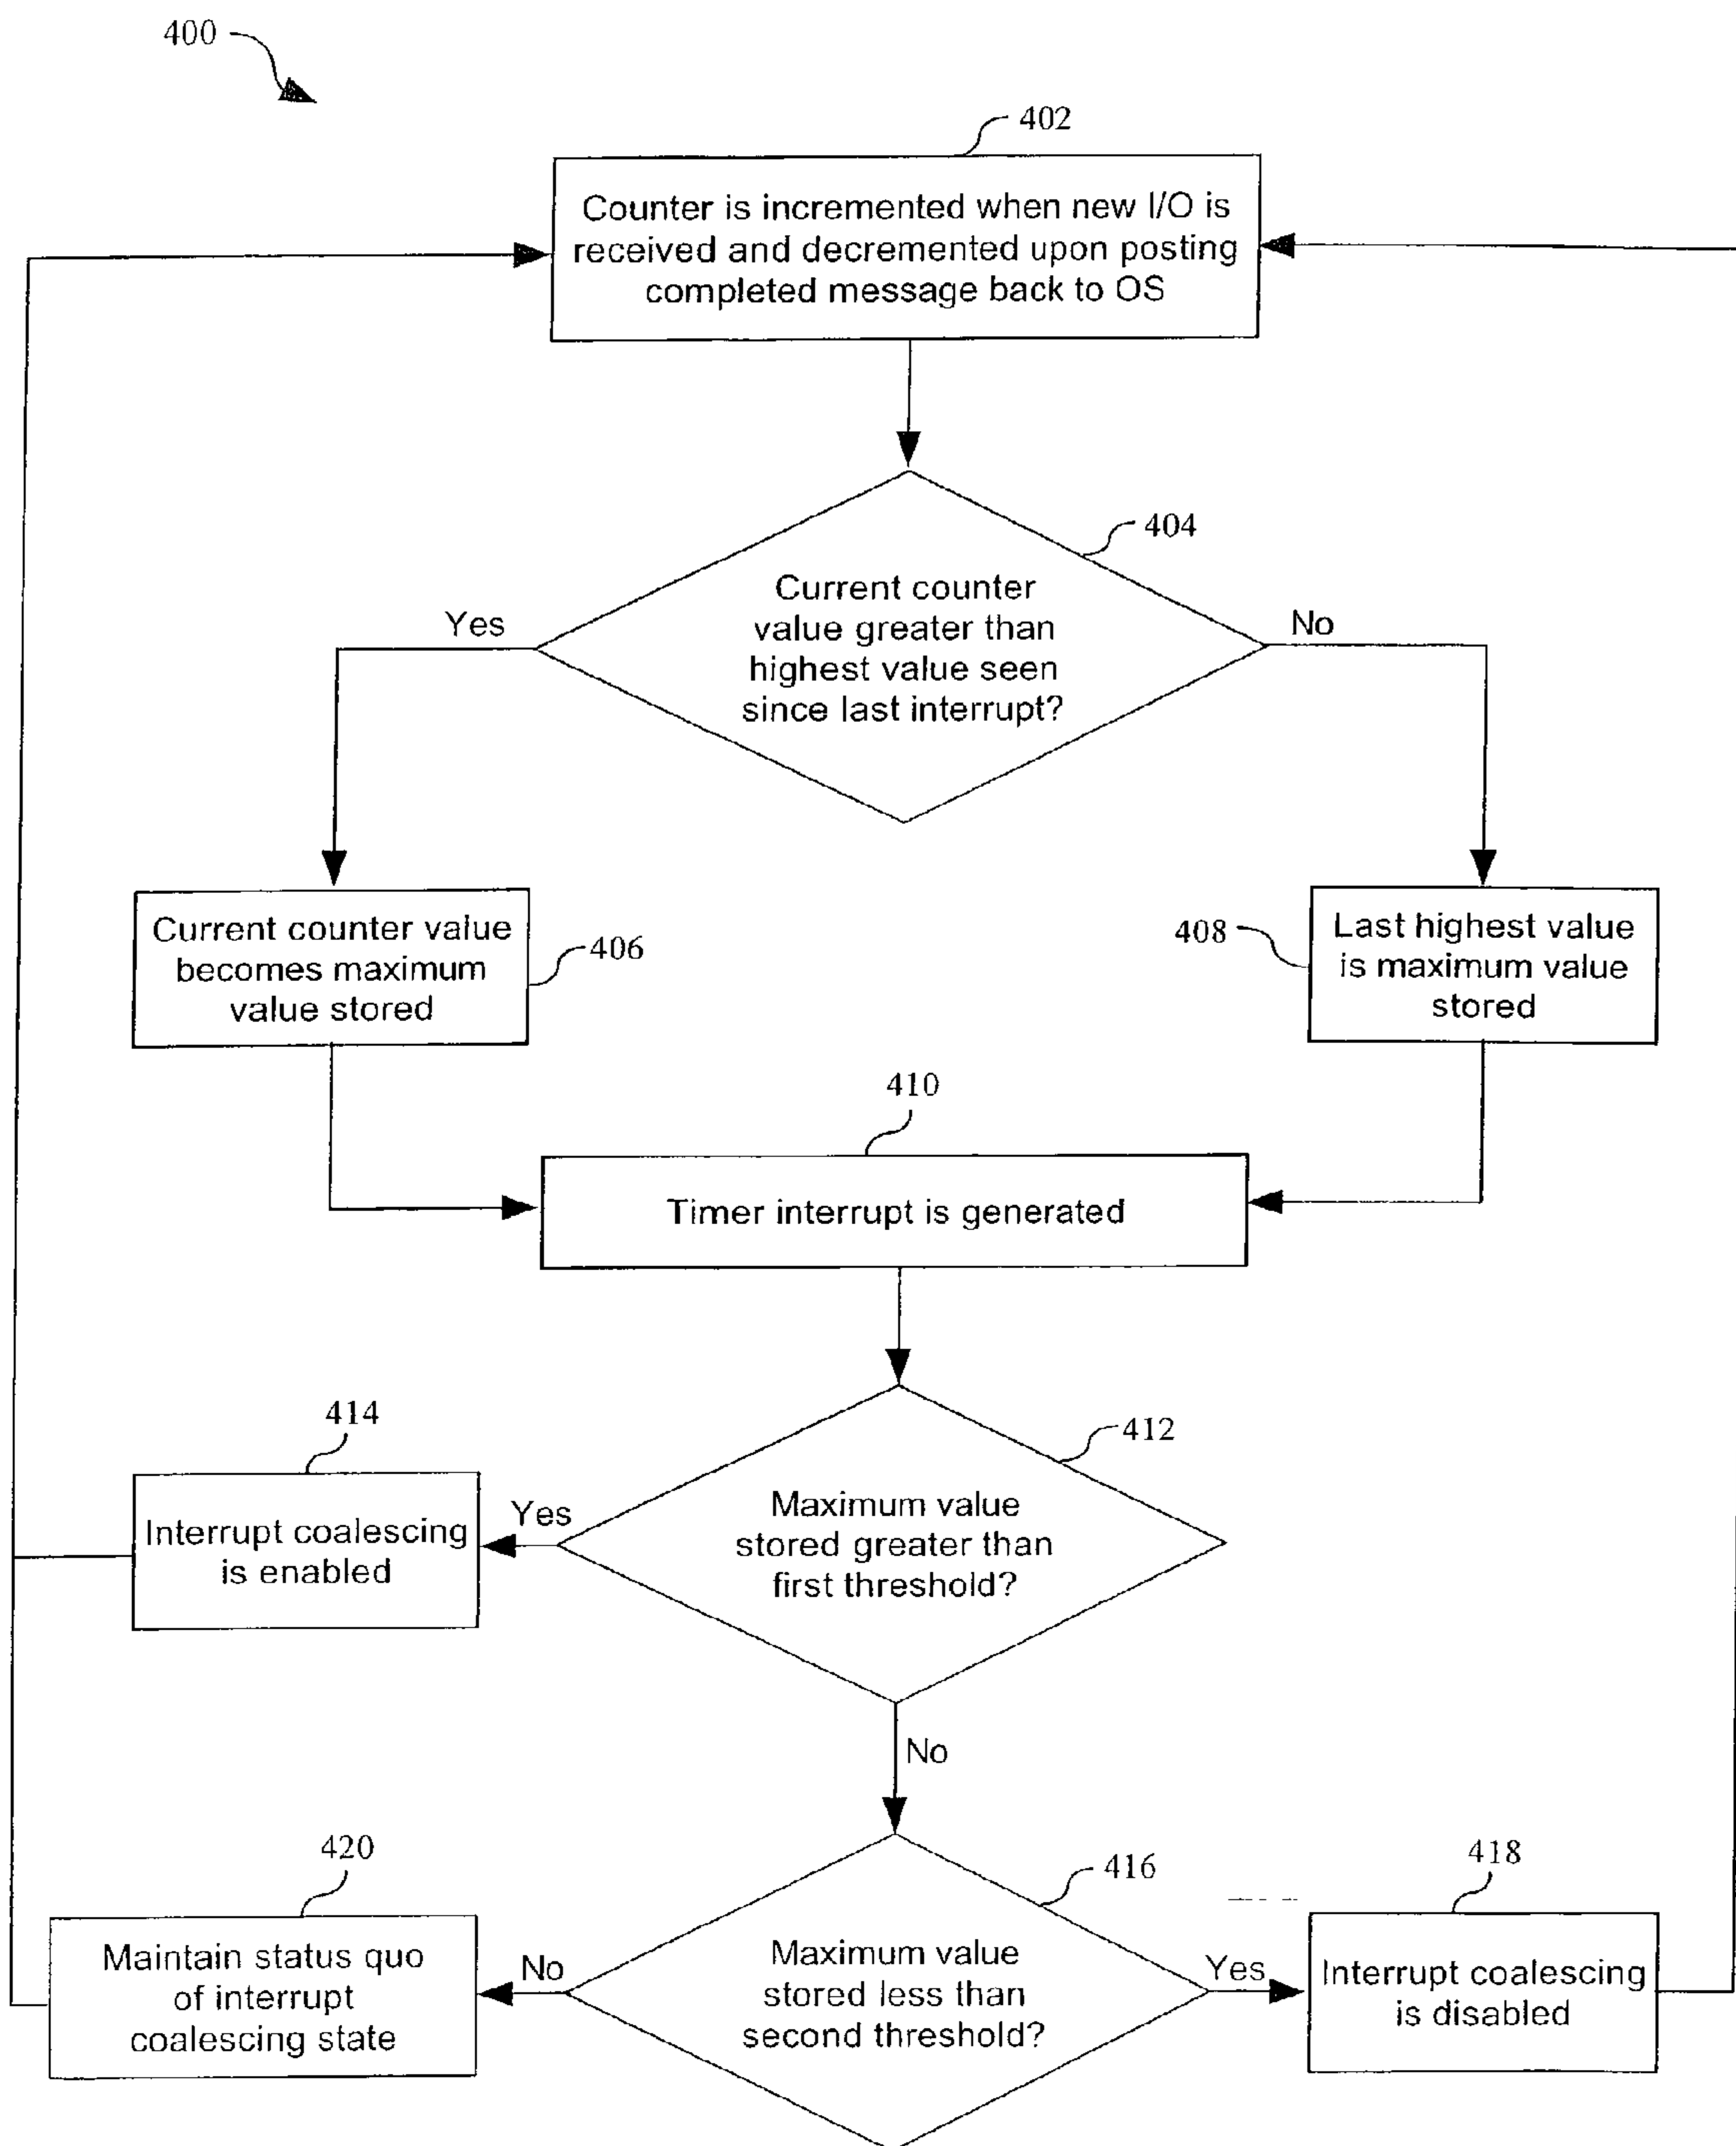 400
402
Counter is incremented when new I/O is
received and decremented upon posting
completed message back to OS
404
Current counter
value greater than
highest value seen
since last interrupt?
Yes
No
Current counter value
becomes maximum
value stored
406
408
Last highest value
is maximum value
stored
410
Timer interrupt is generated
412
Maximum value
stored greater than
first threshold?
414
Yes
Interrupt coalescing
is enabled
No
416
Maximum value
stored less than
second threshold?
420
No
Maintain status quo
of interrupt
coalescing state
418
Yes
Interrupt coalescing
is disabled